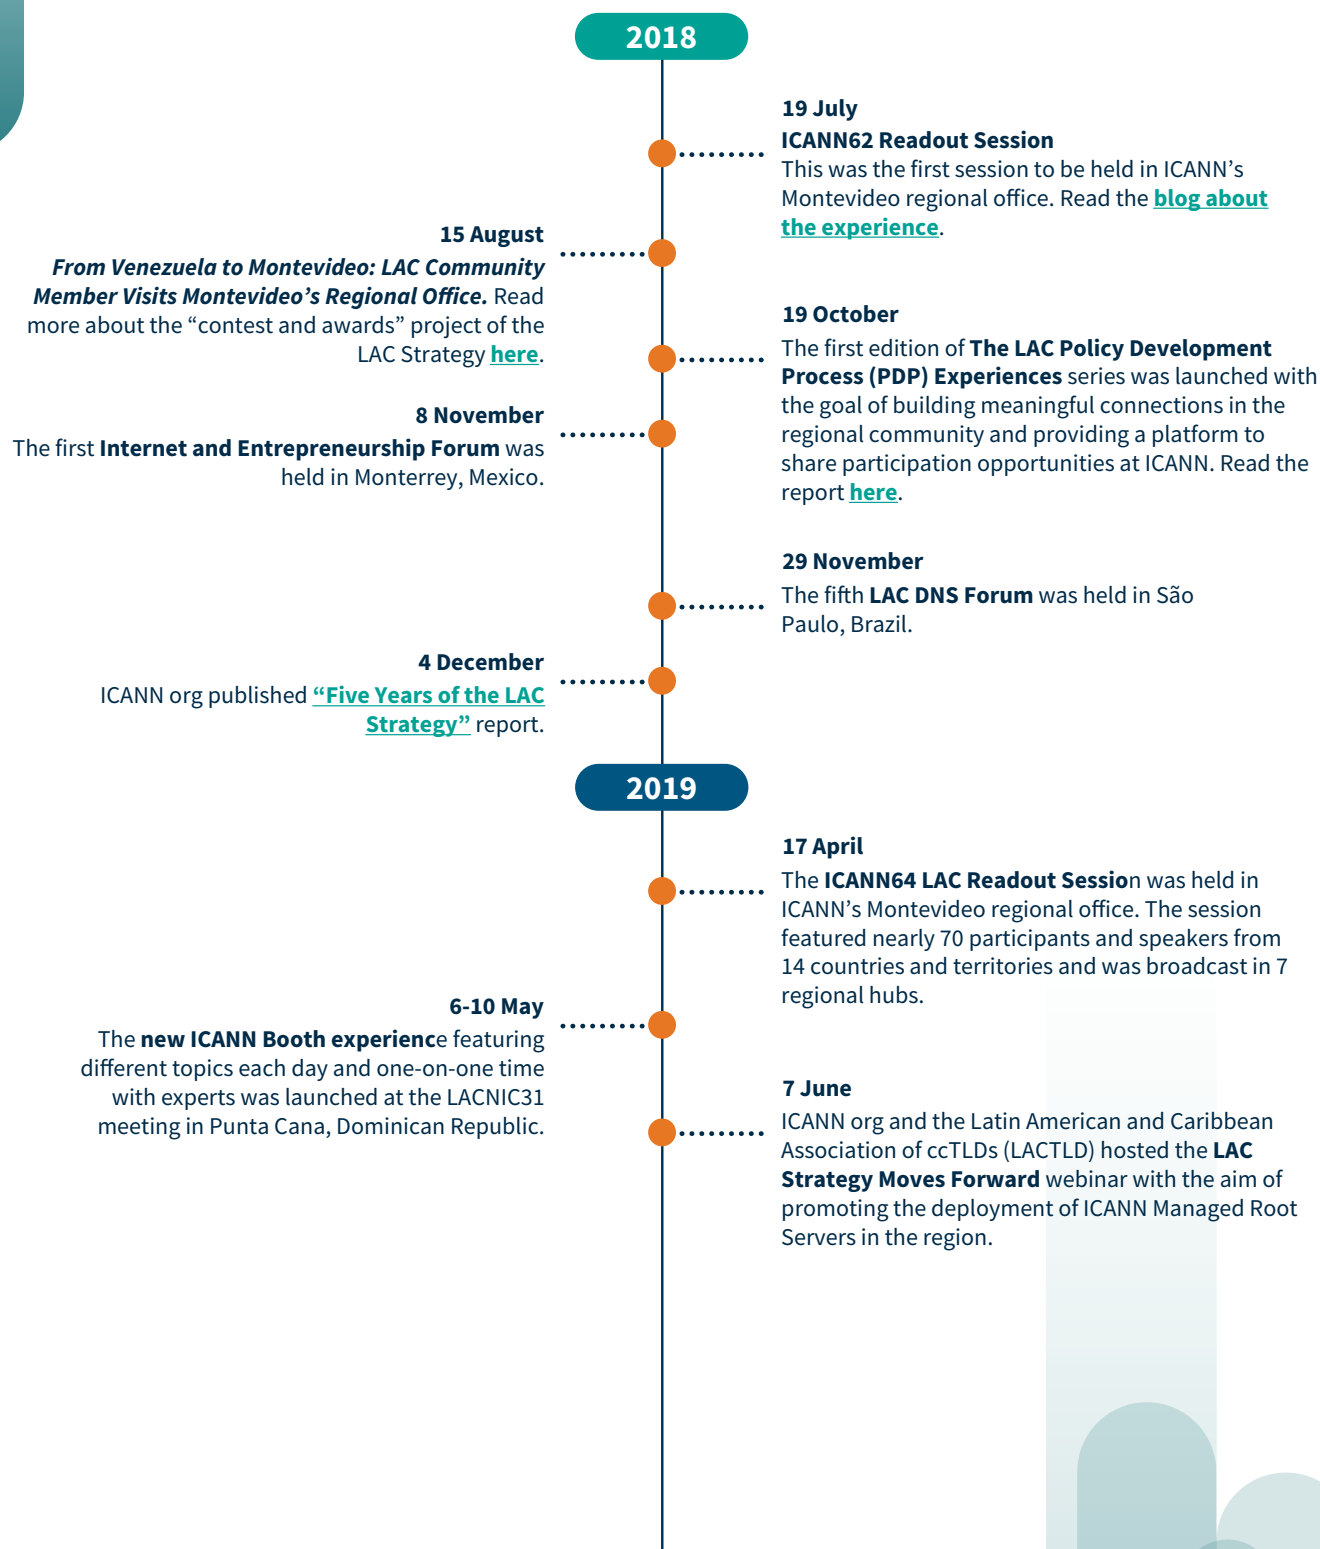 2018
19 July
ICANN62 Readout Session
This was the first session to be held in ICANN’s
Montevideo regional office. Read the blog about
the experience.
15 August
From Venezuela to Montevideo: LAC Community
Member Visits Montevideo’s Regional Office. Read
more about the “contest and awards” project of the
LAC Strategy here.
19 October
The first edition of The LAC Policy Development
Process (PDP) Experiences series was launched with
the goal of building meaningful connections in the
regional community and providing a platform to
share participation opportunities at ICANN. Read the
report here.
8 November
The first Internet and Entrepreneurship Forum was
held in Monterrey, Mexico.
29 November
The fifth LAC DNS Forum was held in São
Paulo, Brazil.
4 December
ICANN org published “Five Years of the LAC
Strategy” report.
2019
17 April
The ICANN64 LAC Readout Session was held in
ICANN’s Montevideo regional office. The session
featured nearly 70 participants and speakers from
14 countries and territories and was broadcast in 7
regional hubs.
6-10 May
The new ICANN Booth experience featuring
different topics each day and one-on-one time
with experts was launched at the LACNIC31
meeting in Punta Cana, Dominican Republic.
7 June
ICANN org and the Latin American and Caribbean
Association of ccTLDs (LACTLD) hosted the LAC
Strategy Moves Forward webinar with the aim of
promoting the deployment of ICANN Managed Root
Servers in the region.